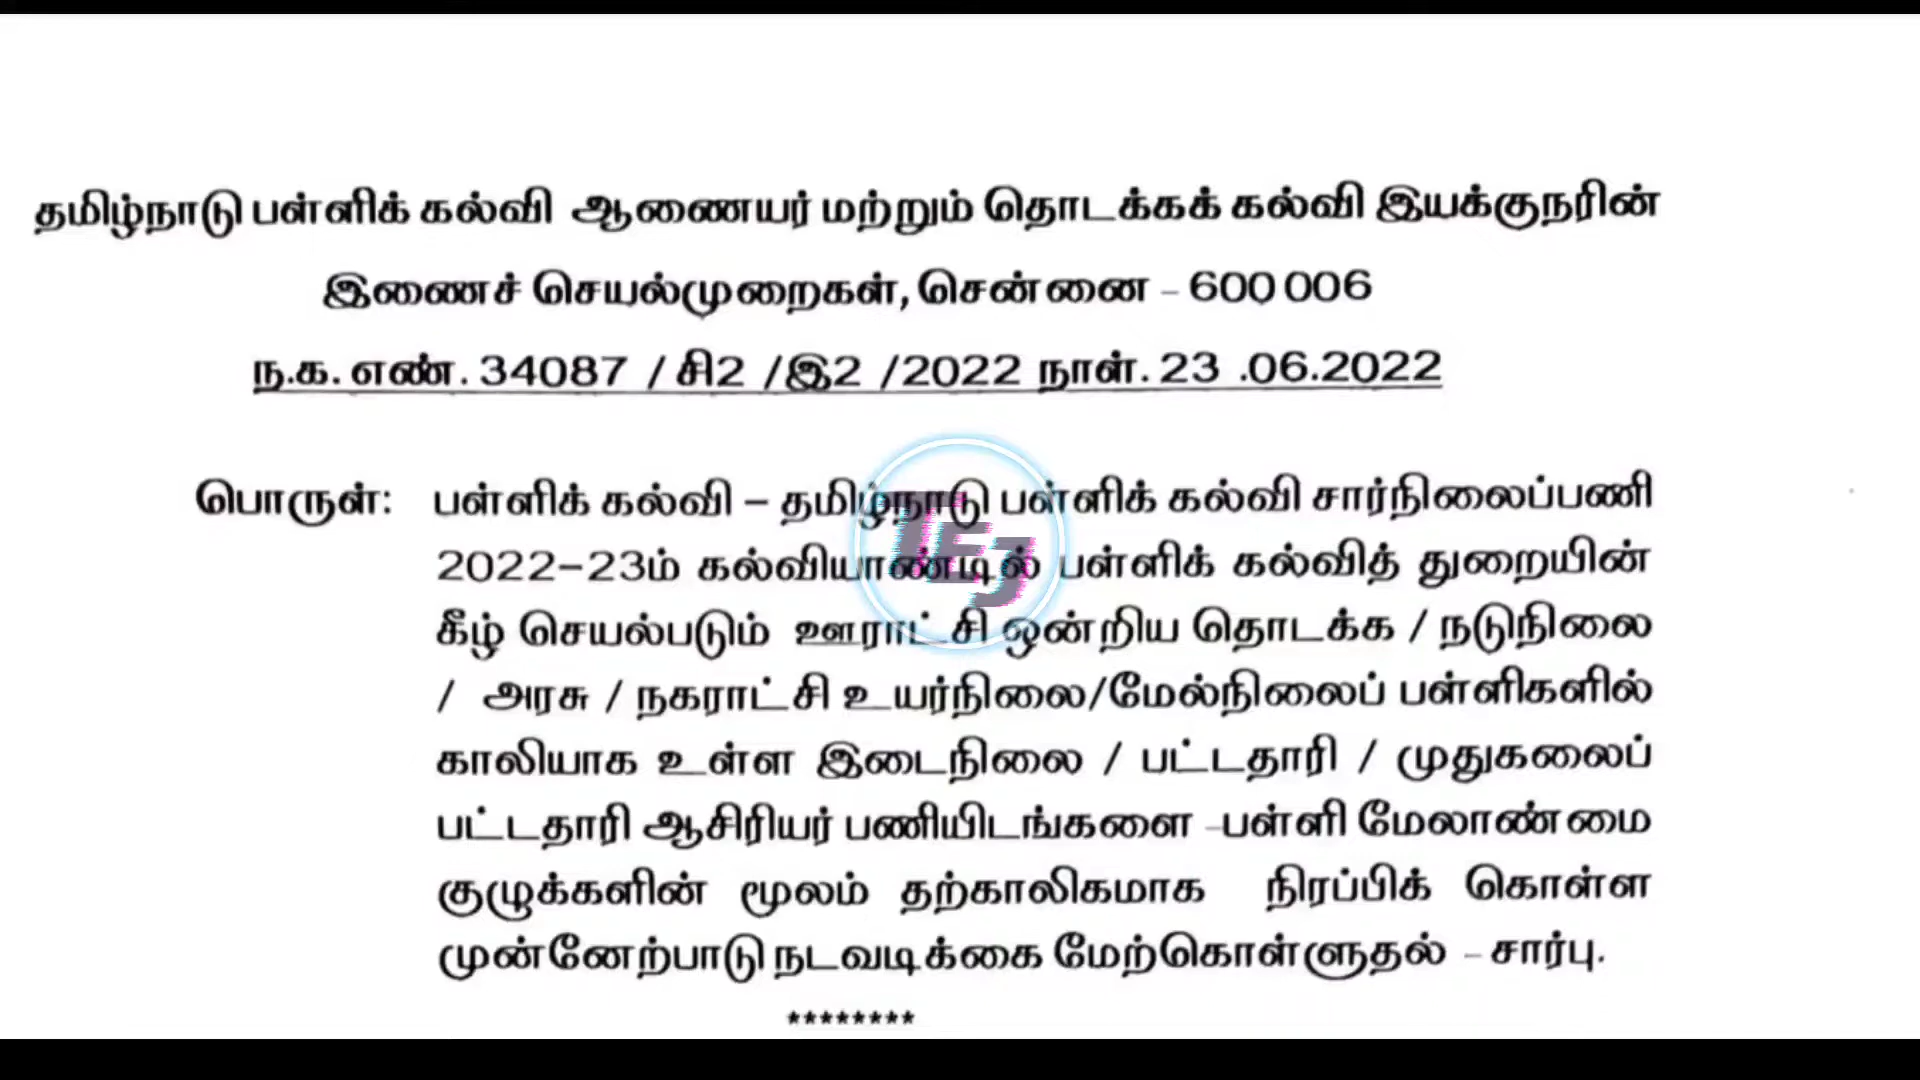 தமிழ்நாடு பள்ளிக் கல்வி ஆணையர் மற்றும் தொடக்கக் கல்வி இயக்குநரின்
இணைச் செயல்முறைகள், சென்னை – 600 006
ந.க. எண். 34087 / சி2 /இ2 /2022 நாள். 23 .06.2022
பொருள்: பள்ளிக் கல்வி – தமிழ்நாடு பள்ளிக் கல்வி சார்நிலைப்பணி
2022–23ம் கல்வியாண்டில் பள்ளிக் கல்வித் துறையின்
கீழ் செயல்படும் ஊராட்சி ஒன்றிய தொடக்க / நடுநிலை
/ அரசு / நகராட்சி உயர்நிலை/மேல்நிலைப் பள்ளிகளில்
காலியாக உள்ள இடைநிலை / பட்டதாரி / முதுகலைப்
பட்டதாரி ஆசிரியர் பணியிடங்களை –பள்ளி மேலாண்மை
குழுக்களின் மூலம் தற்காலிகமாக நிரப்பிக் கொள்ள
முன்னேற்பாடு நடவடிக்கை மேற்கொள்ளுதல் – சார்பு.
********
TEJ